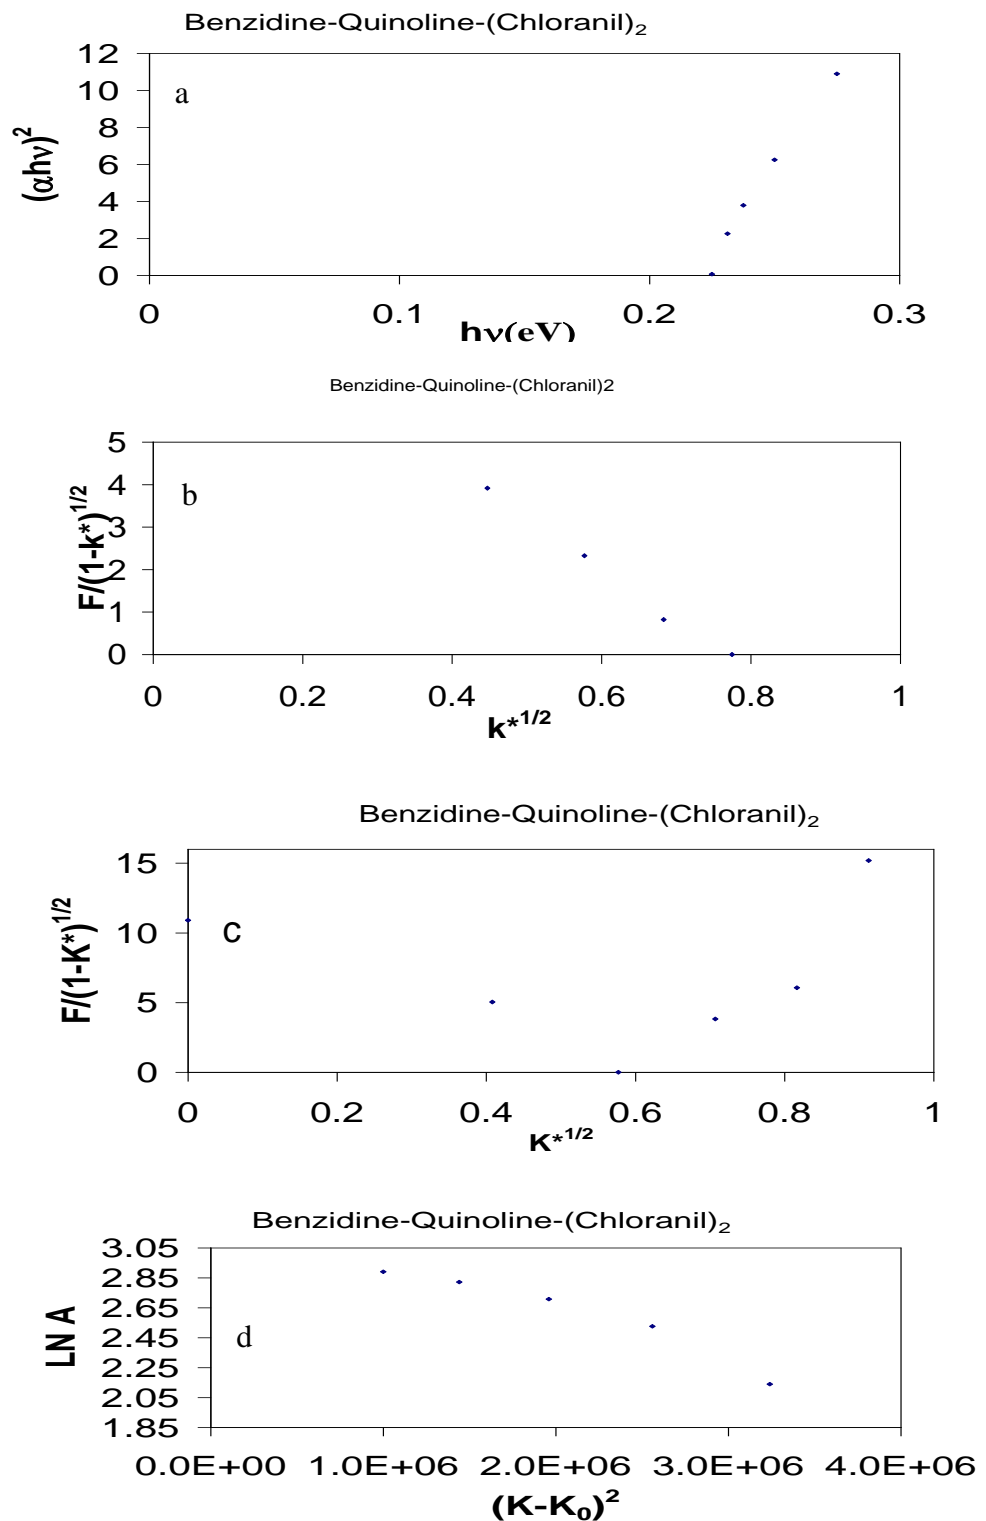 Benzidine-Quinoline-(Chloranil)₂
12
10
8
6
4
2
0
(αhν)²
a
0 0.1 0.2 0.3
hν(eV)
Benzidine-Quinoline-(Chloranil)2
5
4
3
2
1
0
F/(1-k*)^1/2
b
0 0.2 0.4 0.6 0.8 1
k*^1/2
Benzidine-Quinoline-(Chloranil)₂
15
10
5
0
F/(1-K*)^1/2
c
0 0.2 0.4 0.6 0.8 1
K*^1/2
Benzidine-Quinoline-(Chloranil)₂
3.05
2.85
2.65
2.45
2.25
2.05
1.85
LN A
d
0.0E+00 1.0E+06 2.0E+06 3.0E+06 4.0E+06
(K-K₀)²